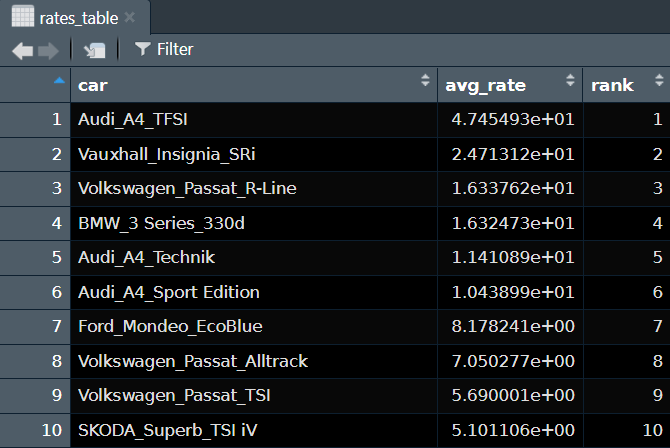 rates_table
Filter
car avg_rate rank
1 Audi_A4_TFSI 4.745493e+01 1
2 Vauxhall_Insignia_SRi 2.471312e+01 2
3 Volkswagen_Passat_R-Line 1.633762e+01 3
4 BMW_3 Series_330d 1.632473e+01 4
5 Audi_A4_Technik 1.141089e+01 5
6 Audi_A4_Sport Edition 1.043899e+01 6
7 Ford_Mondeo_EcoBlue 8.178241e+00 7
8 Volkswagen_Passat_Alltrack 7.050277e+00 8
9 Volkswagen_Passat_TSI 5.690001e+00 9
10 SKODA_Superb_TSI iV 5.101106e+00 10